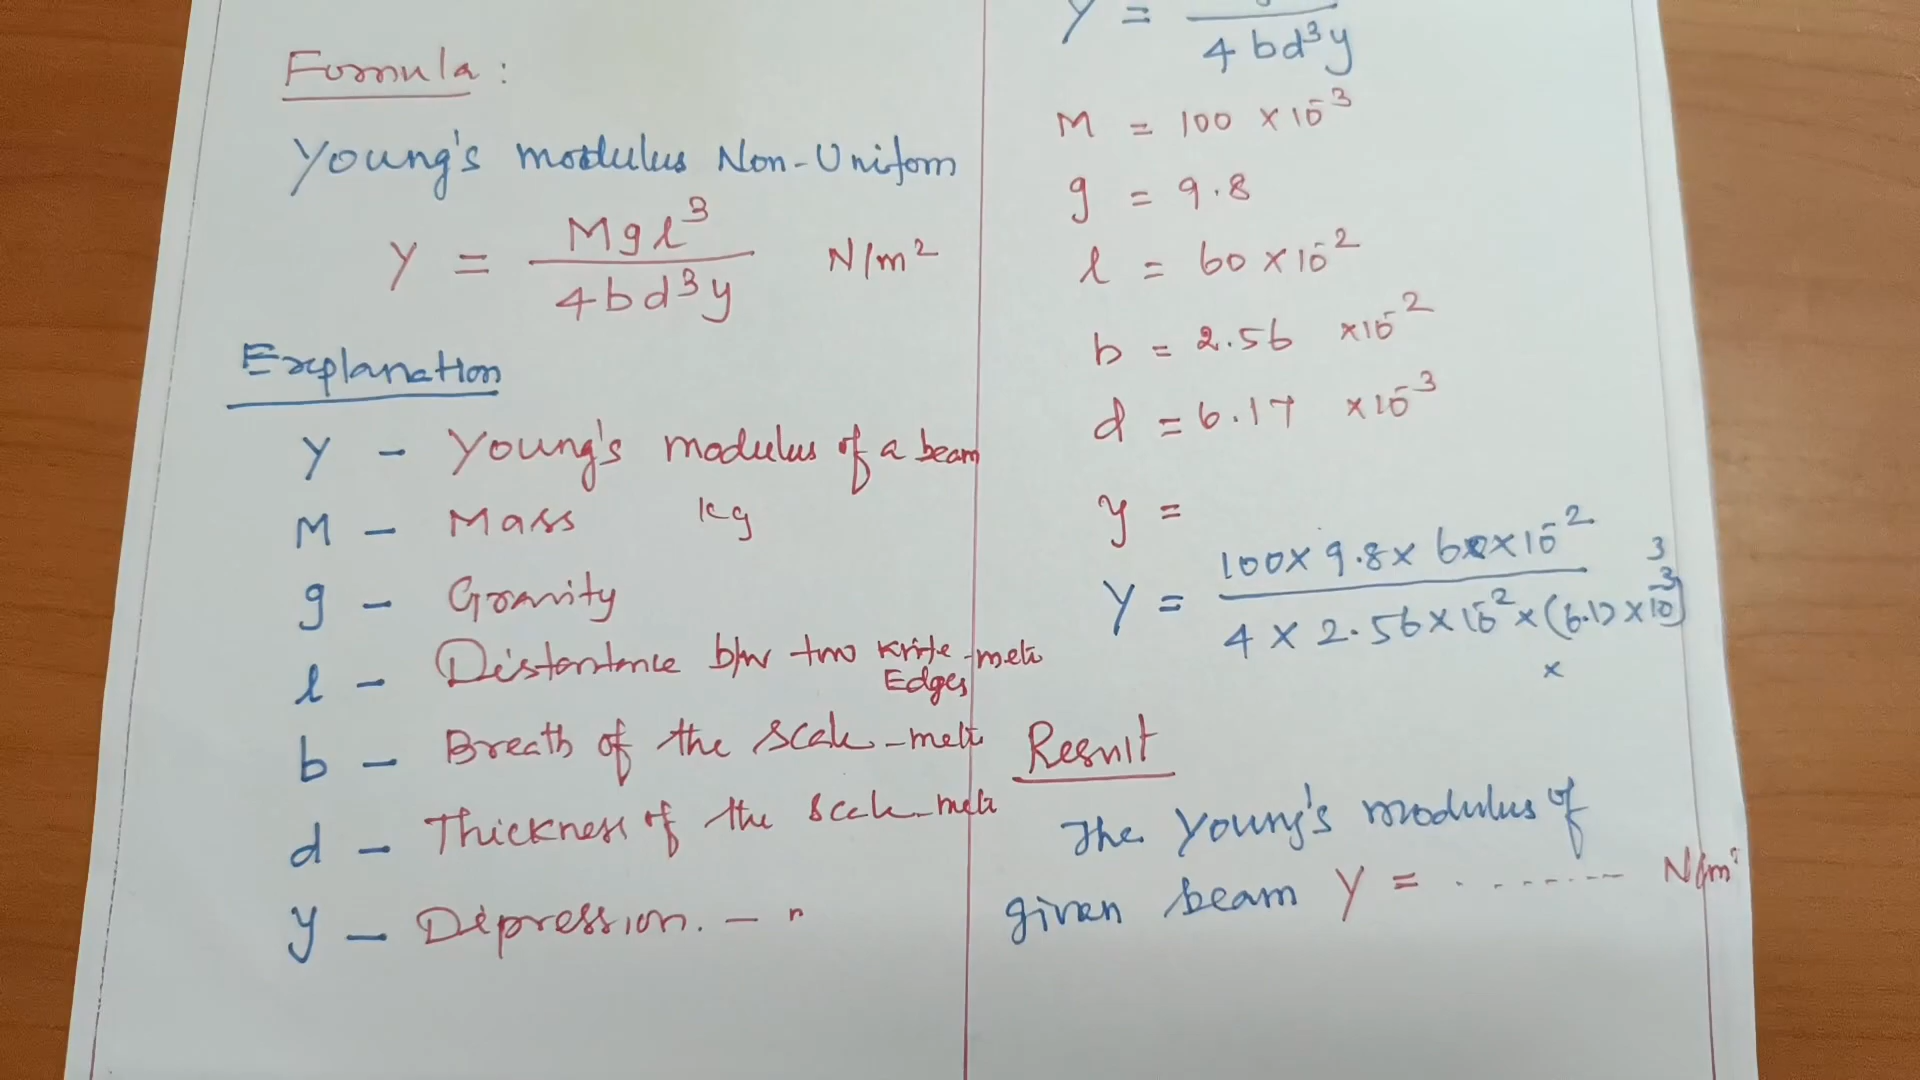 Formula :
Young's modulus Non-Uniform
Y = Mgl³ / 4bd³y N/m²
Explanation
Y - Young's modulus of a beam
M - Mass kg
g - Gravity
l - Distantance b/w two knife -
Edges
b - Breath of the scale -
d - Thickness of the scale -
y - Depression. -
Y = / 4bd³y
M = 100 × 10⁻³
g = 9.8
l = 60 × 10⁻²
b = 2.56 ×10⁻²
d = 6.17 ×10⁻³
y =
Y = 100 × 9.8 × 60×10⁻² / 4 × 2.56 × 10⁻² × (6.17 × 10⁻³)³
×
Result
The Young's modulus of
given beam Y = .......... N/m²